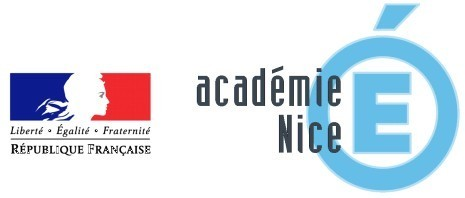 Liberté • Égalité • Fraternité
RÉPUBLIQUE FRANÇAISE
académie
Nice
É